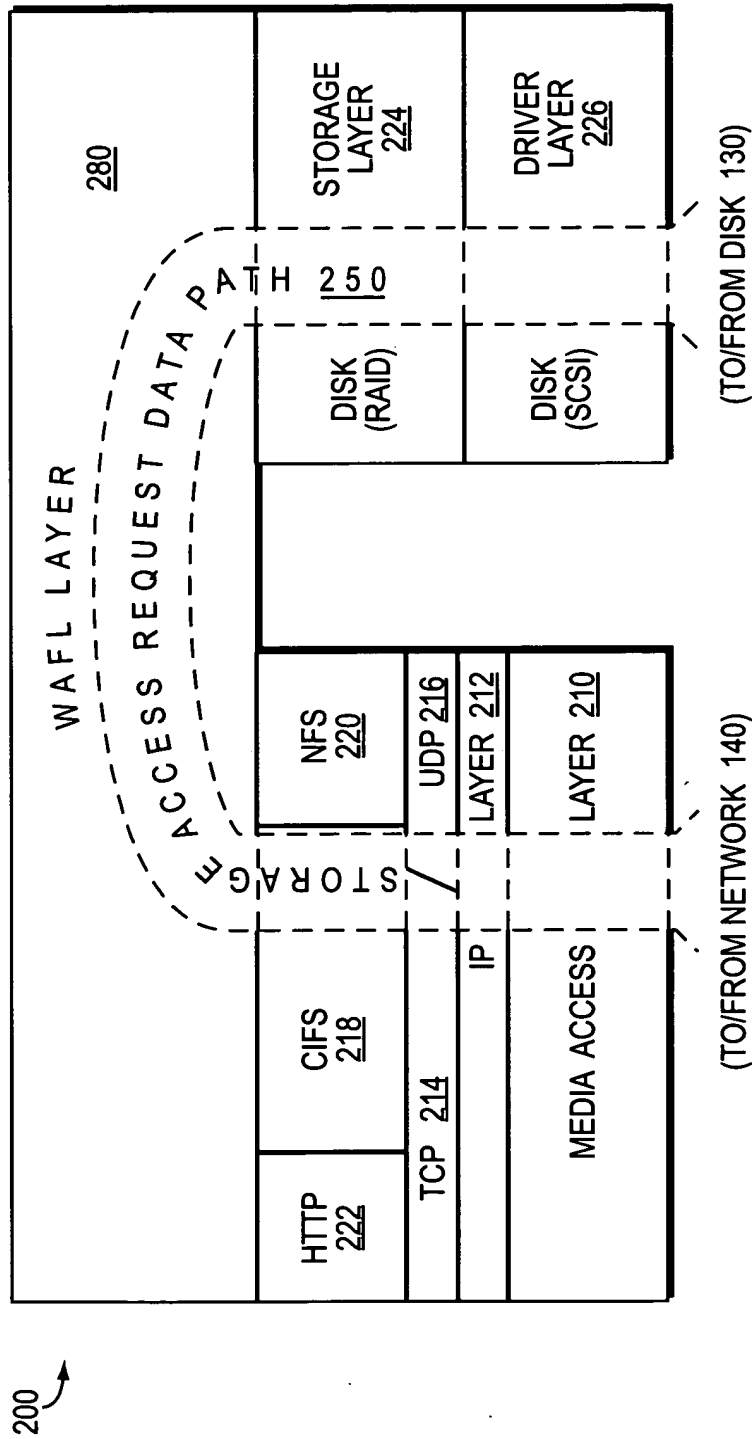 200
WAFL LAYER
280
STORAGE ACCESS REQUEST DATA PATH 250
HTTP
222
CIFS
218
NFS
220
DISK
(RAID)
STORAGE
LAYER
224
TCP 214
UDP 216
IP
LAYER 212
MEDIA ACCESS
LAYER 210
DISK
(SCSI)
DRIVER
LAYER
226
(TO/FROM NETWORK 140)
(TO/FROM DISK 130)